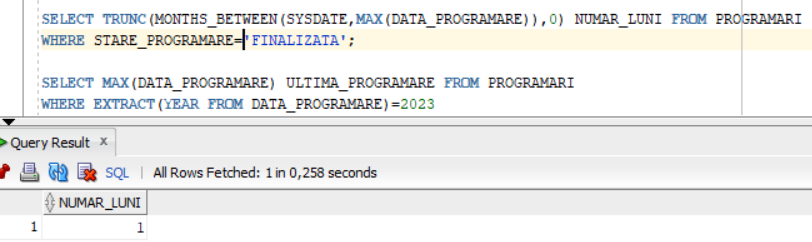 SELECT TRUNC(MONTHS_BETWEEN(SYSDATE,MAX(DATA_PROGRAMARE)),0) NUMAR_LUNI FROM PROGRAMARI
WHERE STARE_PROGRAMARE='FINALIZATA';
SELECT MAX(DATA_PROGRAMARE) ULTIMA_PROGRAMARE FROM PROGRAMARI
WHERE EXTRACT(YEAR FROM DATA_PROGRAMARE)=2023
Query Result x
SQL | All Rows Fetched: 1 in 0,258 seconds
NUMAR_LUNI
1 1